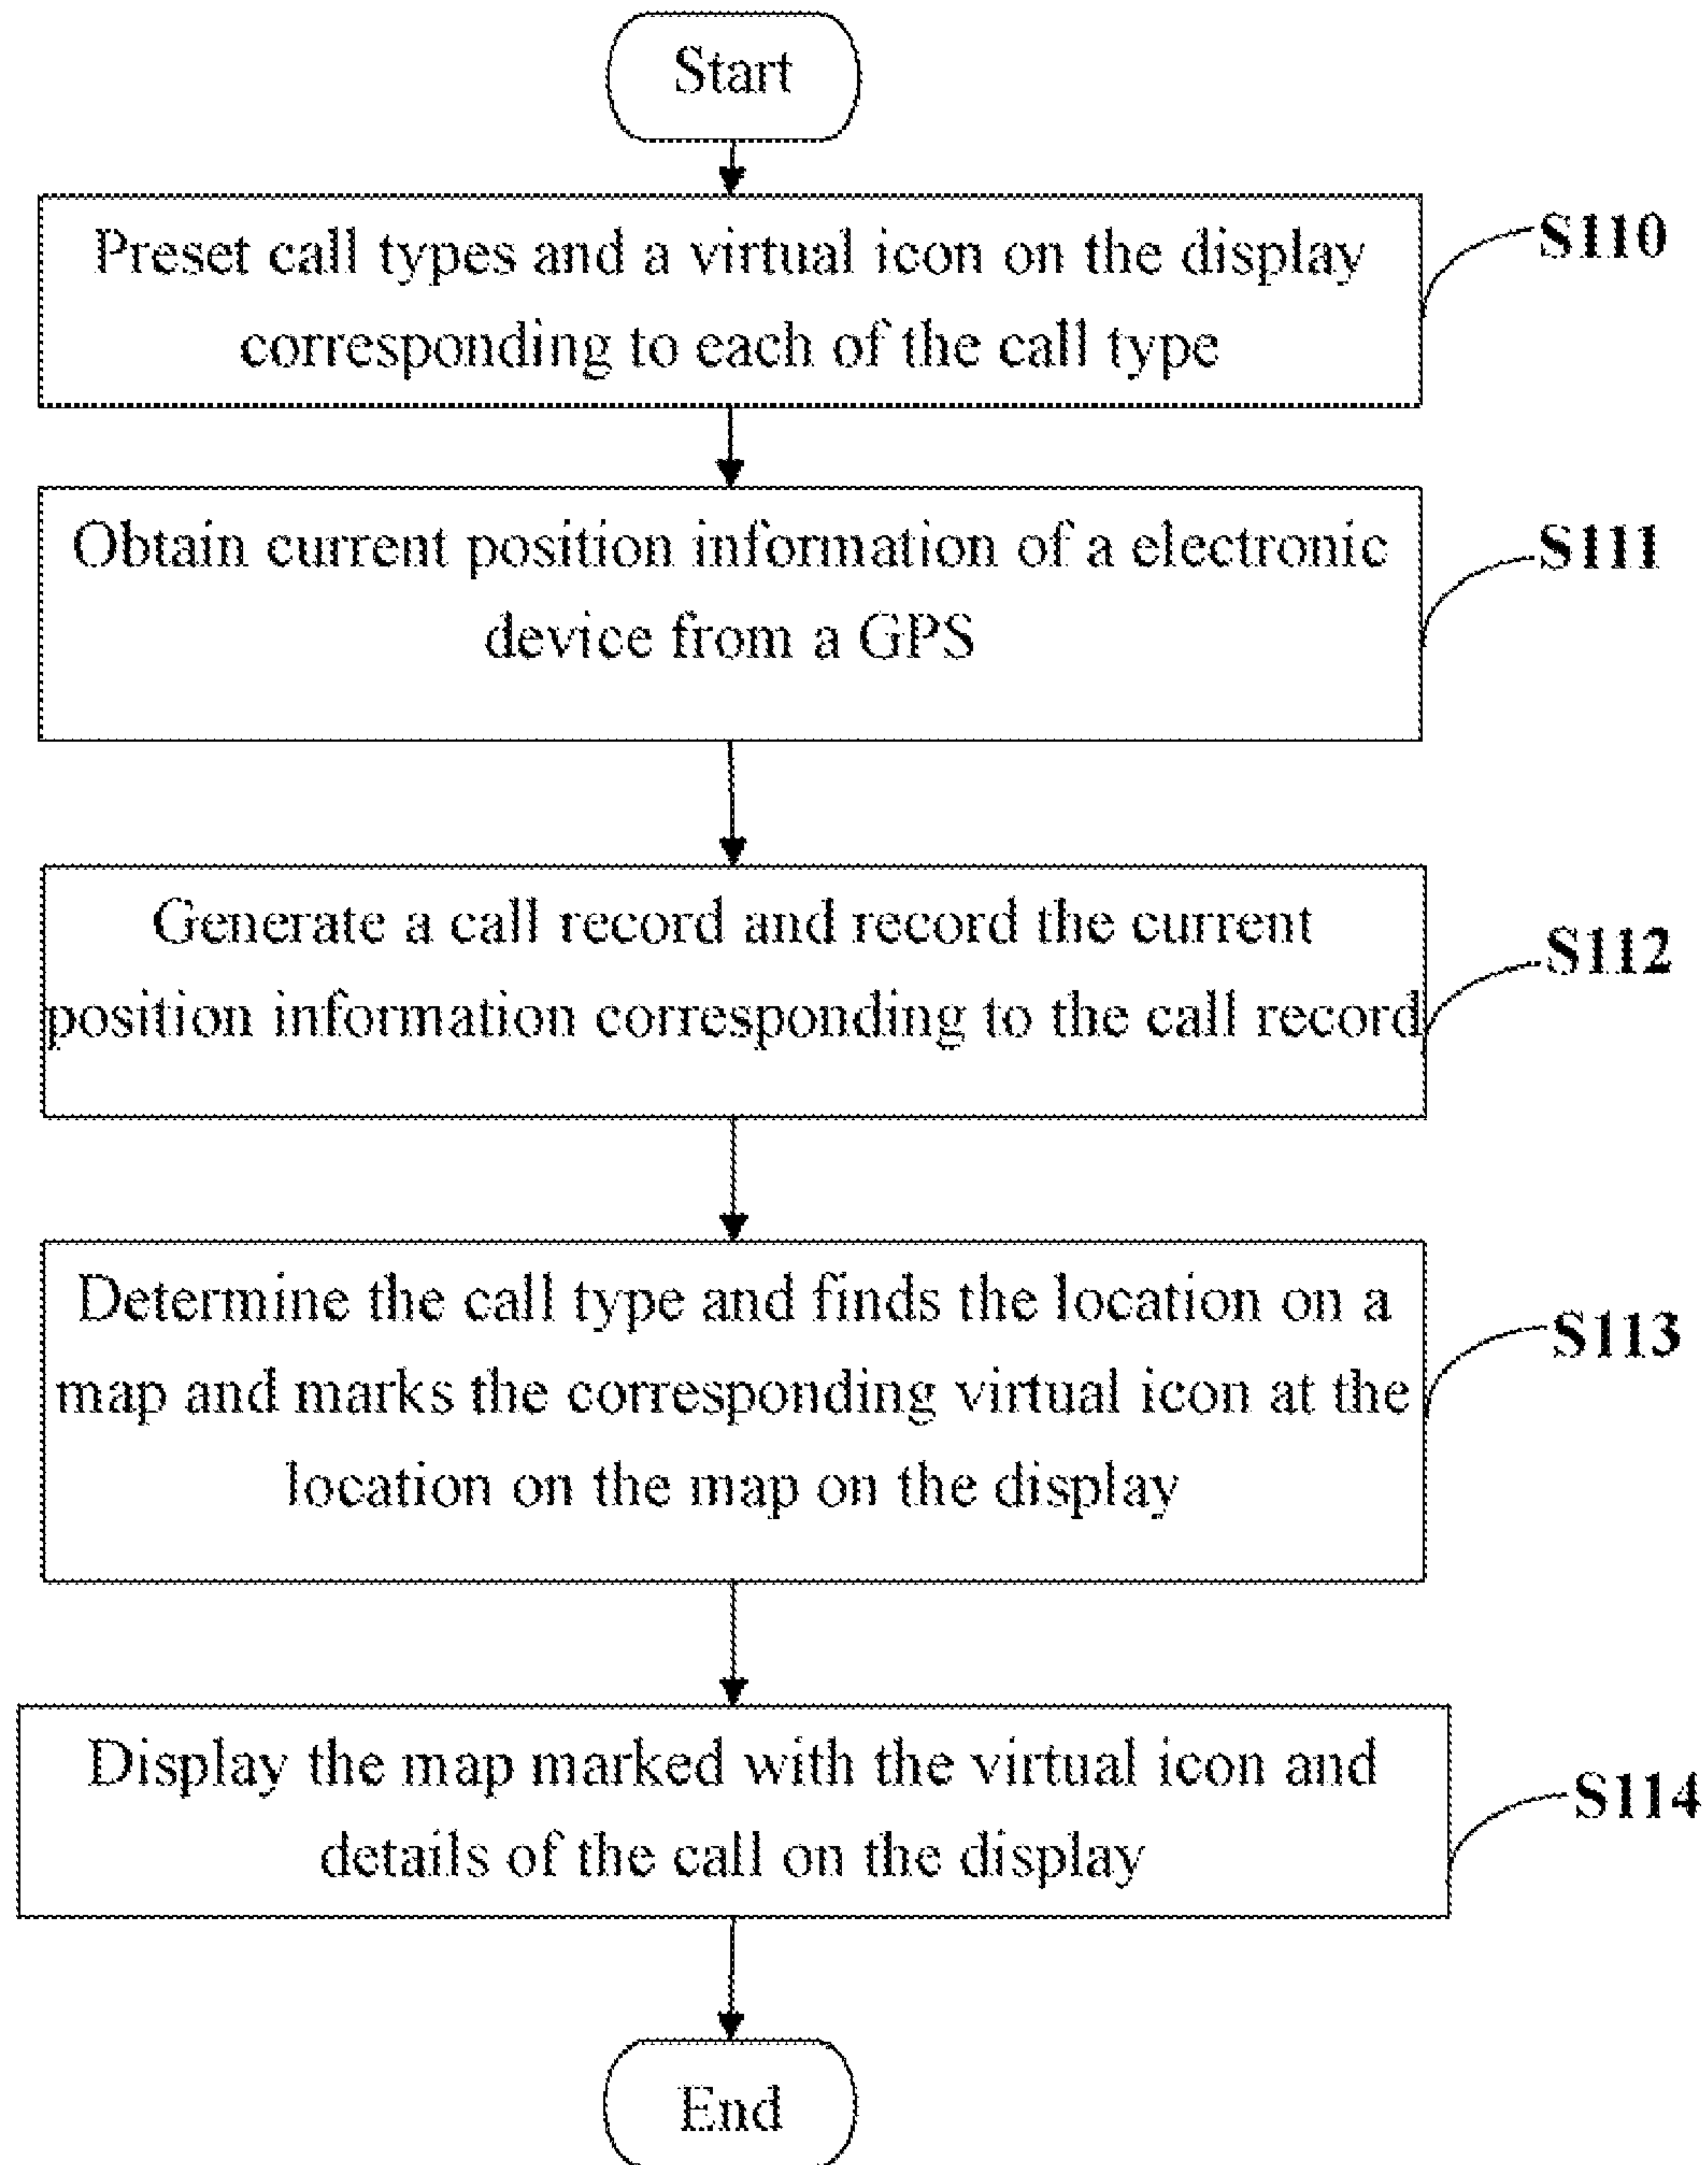 Start
Preset call types and a virtual icon on the display
corresponding to each of the call type
S110
Obtain current position information of a electronic
device from a GPS
S111
Generate a call record and record the current
position information corresponding to the call record
S112
Determine the call type and finds the location on a
map and marks the corresponding virtual icon at the
location on the map on the display
S113
Display the map marked with the virtual icon and
details of the call on the display
S114
End